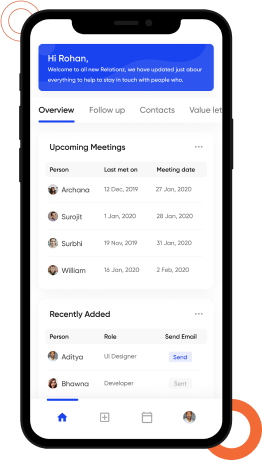 Hi Rohan,
Welcome to all new Relationz, we have updated just abour
everything to help to stay in touch with people who.
Overview Follow up Contacts Value let
Upcoming Meetings
Person Last met on Meeting date
Archana 12 Dec, 2019 27 Jan, 2020
Surojit 1 Jan, 2020 28 Jan, 2020
Surbhi 19 Nov, 2019 31 Jan, 2020
William 16 Jan, 2020 2 Feb, 2020
Recently Added
Person Role Send Email
Aditya UI Designer Send
Bhawna Developer Sent